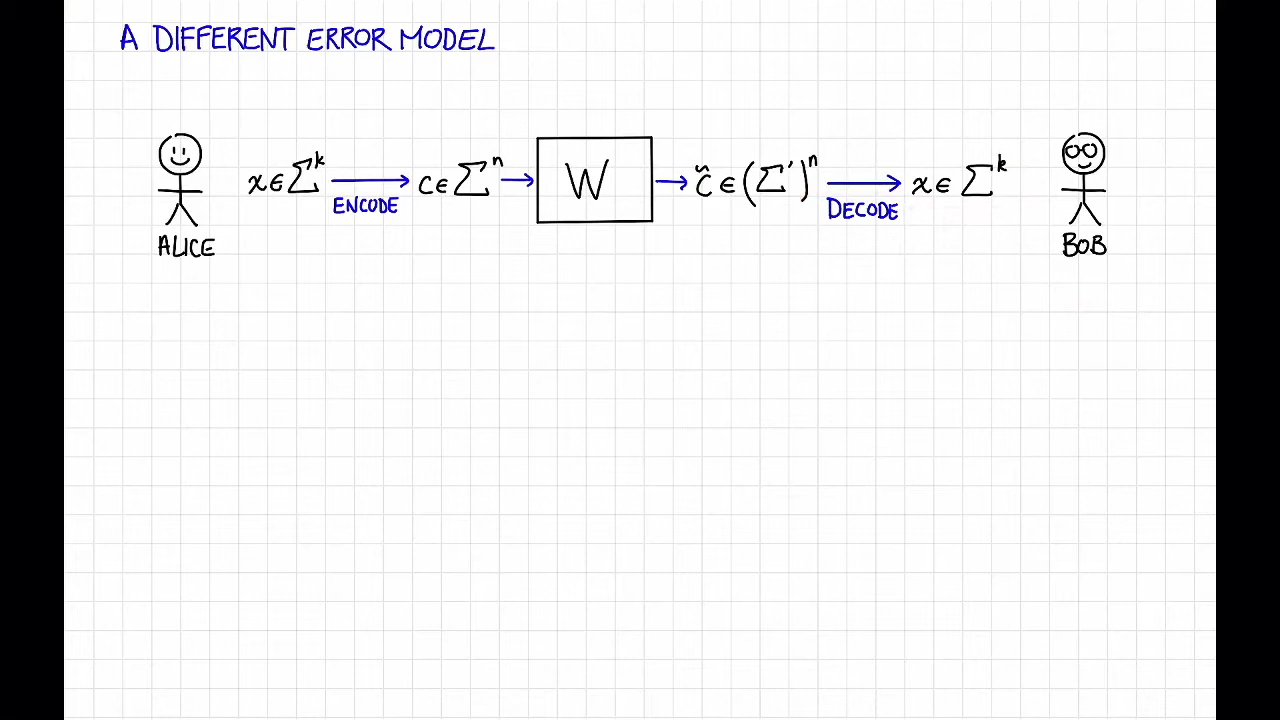 A DIFFERENT ERROR MODEL
x ∈ Σ^k → c ∈ Σ^n → W → c̃ ∈ (Σ')^n → x ∈ Σ^k
ENCODE DECODE
ALICE BOB